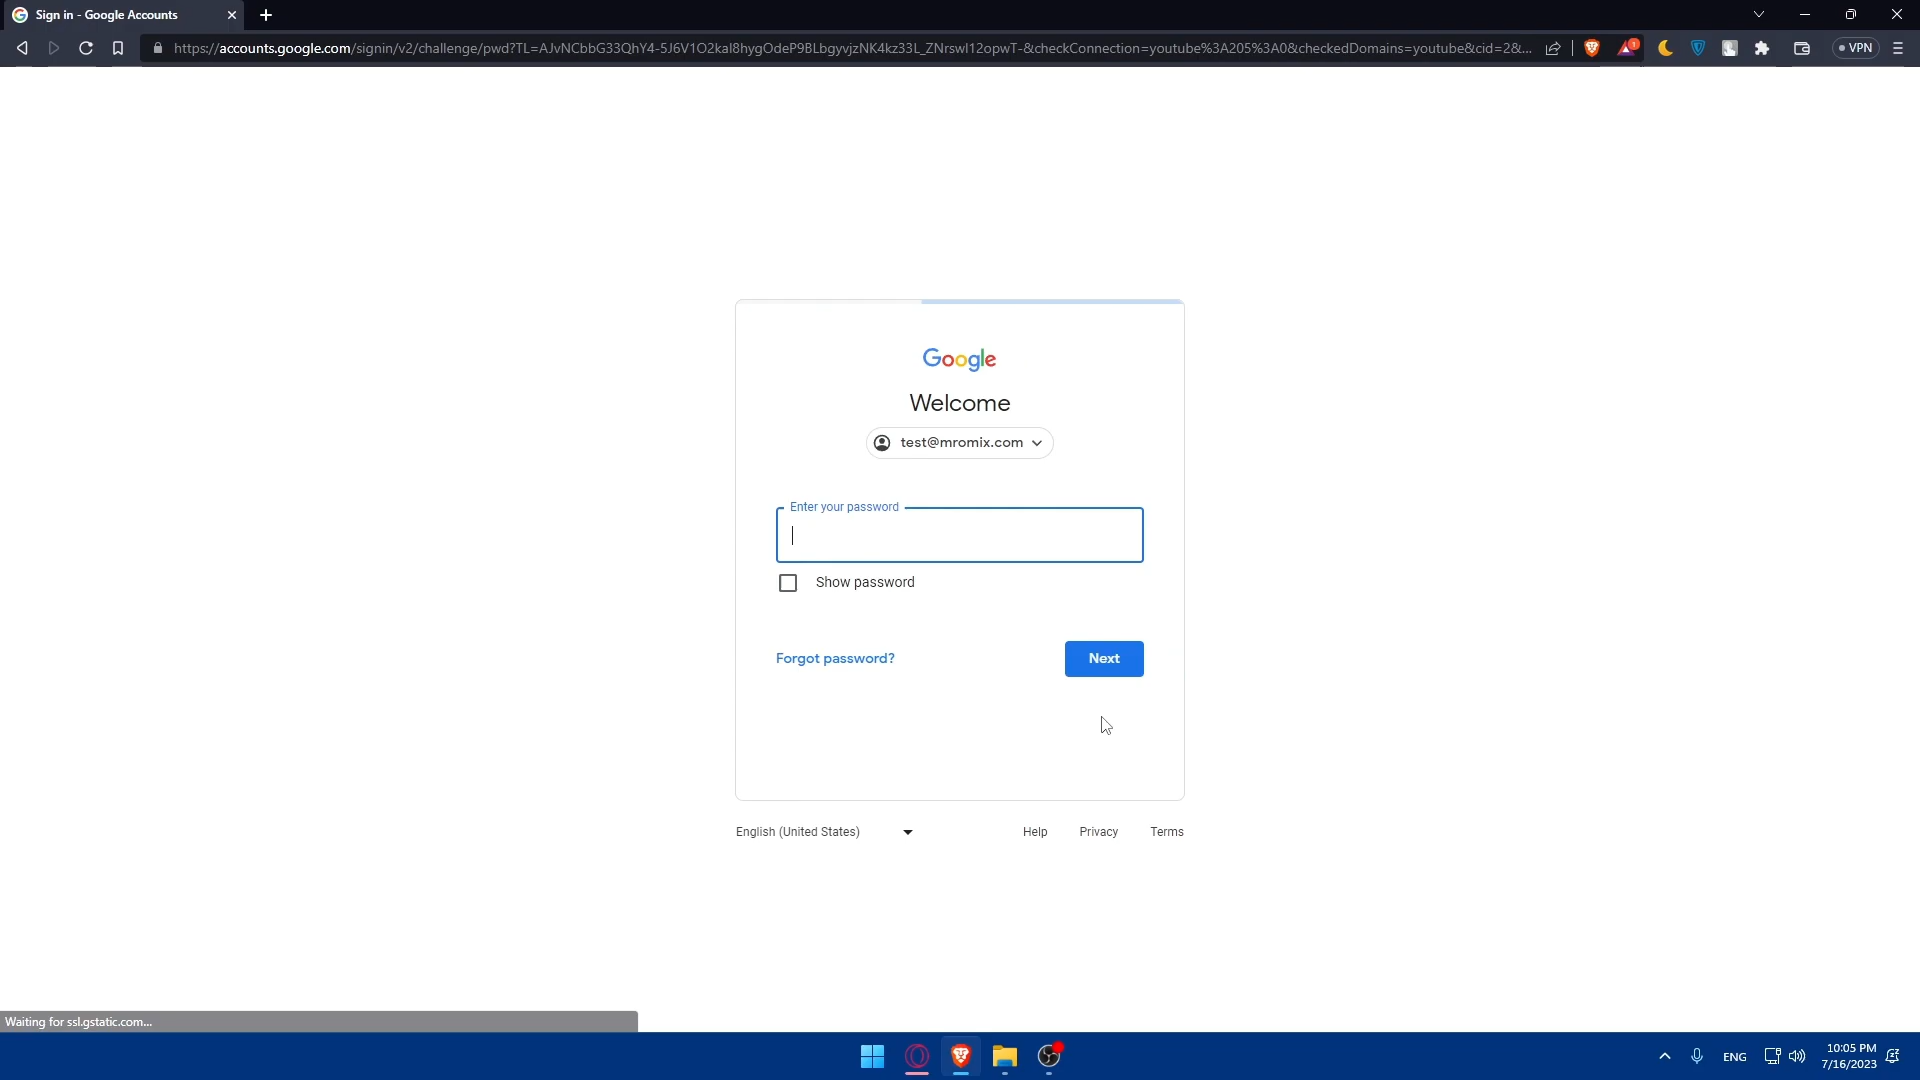 Sign in - Google Accounts
https://accounts.google.com/signin/v2/challenge/pwd?TL=AJvNCbbG33QhY4-5J6V1O2kal8hygOdeP9BLbgyvjzNK4kz33L_ZNrswI12opwT-&checkConnection=youtube%3A205%3A0&checkedDomains=youtube&cid=2&...
1
VPN
Google
Welcome
test@mromix.com
Enter your password
Show password
Forgot password?
Next
English (United States)
Help
Privacy
Terms
Waiting for ssl.gstatic.com...
ENG
10:05 PM
7/16/2023